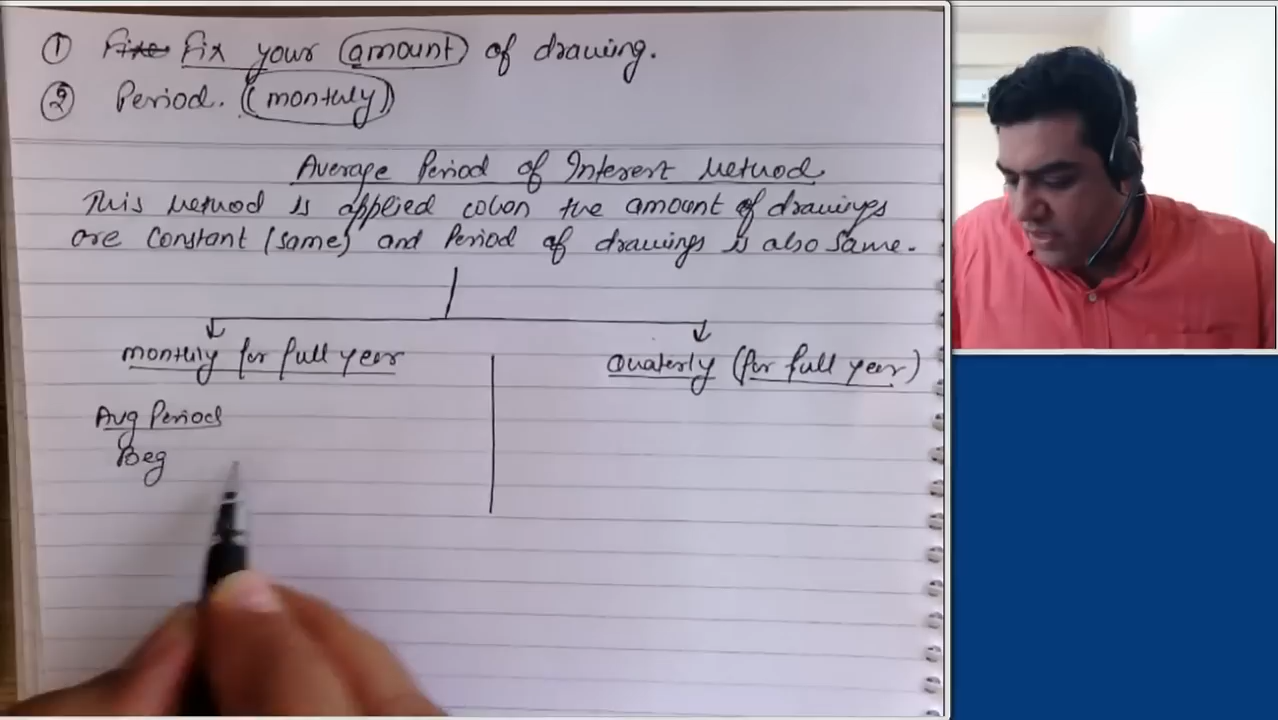 ① Fixe Fix your amount of drawing.
② Period. (monthly)
Average Period of Interest Method
This Method is applied when the amount of drawings
are Constant (same) and Period of drawings is also same.
monthly for full year
Quaterly (for full year)
Avg Period
Beg